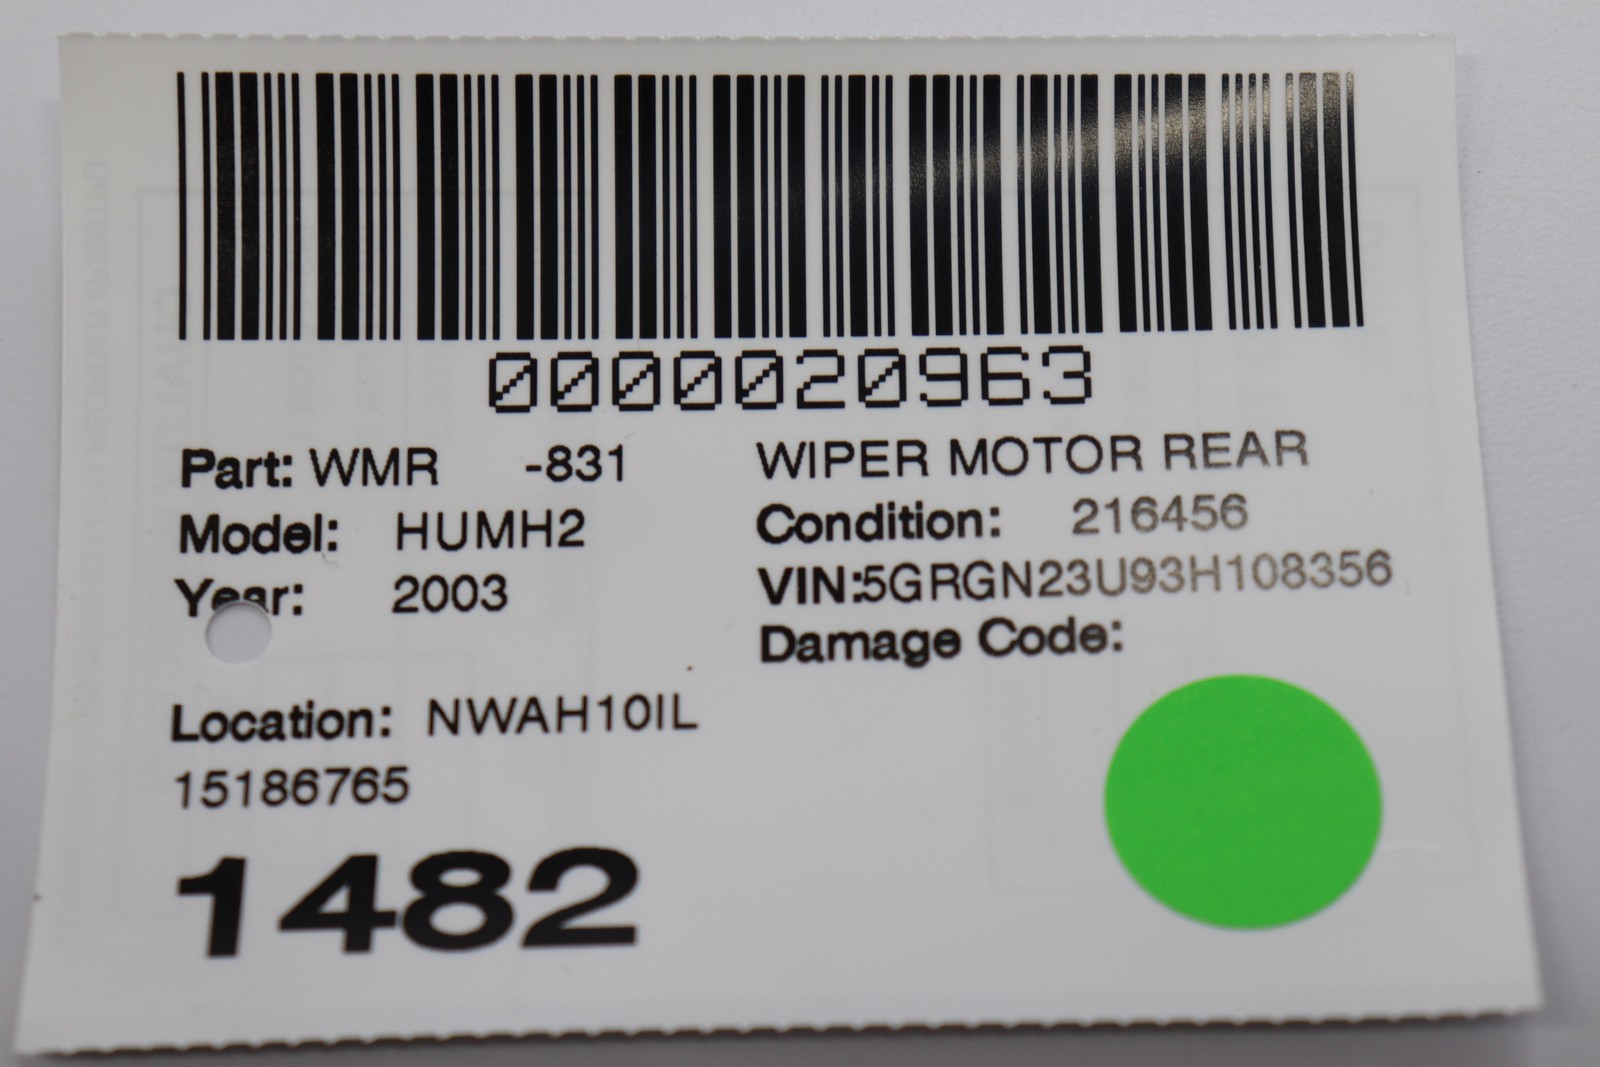 0000020963
Part: WMR -831 WIPER MOTOR REAR
Model: HUMH2 Condition: 216456
Year: 2003 VIN:5GRGN23U93H108356
Damage Code:
Location: NWAH10IL
15186765
1482